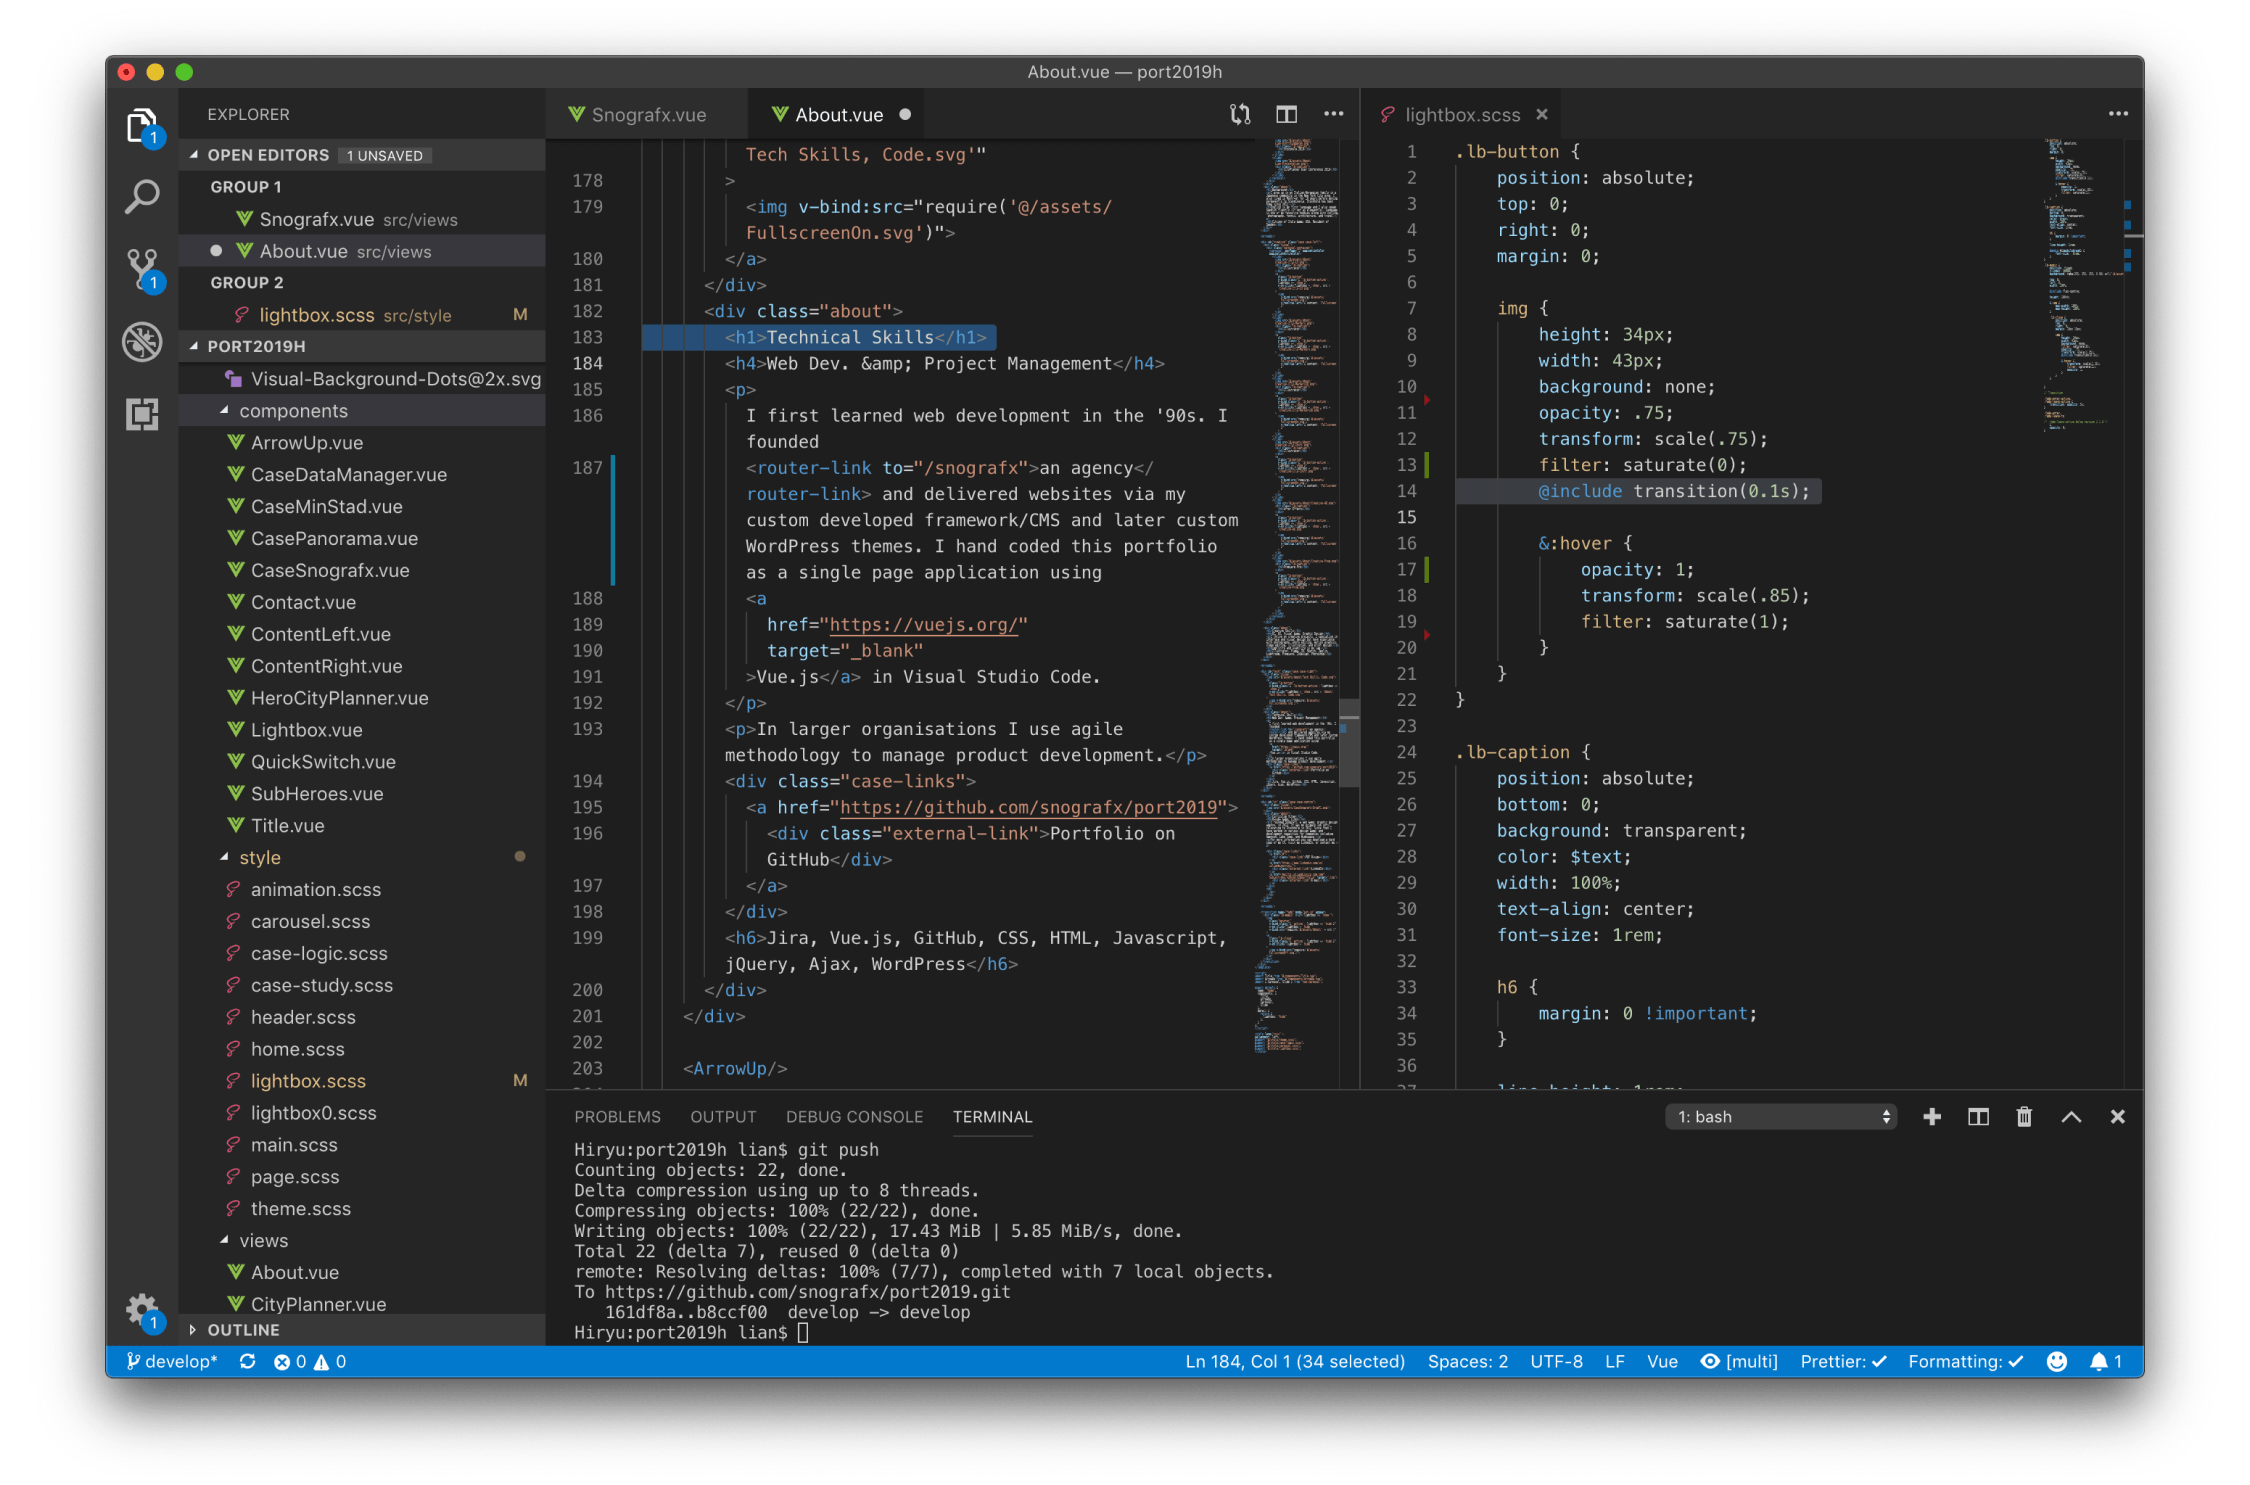 About.vue — port2019h
EXPLORER
OPEN EDITORS 1 UNSAVED
GROUP 1
Snografx.vue src/views
About.vue src/views
GROUP 2
lightbox.scss src/style M
PORT2019H
Visual-Background-Dots@2x.svg
components
ArrowUp.vue
CaseDataManager.vue
CaseMinStad.vue
CasePanorama.vue
CaseSnografx.vue
Contact.vue
ContentLeft.vue
ContentRight.vue
HeroCityPlanner.vue
Lightbox.vue
QuickSwitch.vue
SubHeroes.vue
Title.vue
style
animation.scss
carousel.scss
case-logic.scss
case-study.scss
header.scss
home.scss
lightbox.scss M
lightbox0.scss
main.scss
page.scss
theme.scss
views
About.vue
CityPlanner.vue
OUTLINE
1
1
1
Snografx.vue
About.vue
Tech Skills, Code.svg'"
178 >
179 <img v-bind:src="require('@/assets/
FullscreenOn.svg')">
180 </a>
181 </div>
182 <div class="about">
183 <h1>Technical Skills</h1>
184 <h4>Web Dev. &amp; Project Management</h4>
185 <p>
186 I first learned web development in the '90s. I
founded
187 <router-link to="/snografx">an agency</
router-link> and delivered websites via my
custom developed framework/CMS and later custom
WordPress themes. I hand coded this portfolio
as a single page application using
188 <a
189 href="https://vuejs.org/"
190 target="_blank"
191 >Vue.js</a> in Visual Studio Code.
192 </p>
193 <p>In larger organisations I use agile
methodology to manage product development.</p>
194 <div class="case-links">
195 <a href="https://github.com/snografx/port2019">
196 <div class="external-link">Portfolio on
GitHub</div>
197 </a>
198 </div>
199 <h6>Jira, Vue.js, GitHub, CSS, HTML, Javascript,
jQuery, Ajax, WordPress</h6>
200 </div>
201 </div>
202
203 <ArrowUp/>
lightbox.scss
1 .lb-button {
2 position: absolute;
3 top: 0;
4 right: 0;
5 margin: 0;
6
7 img {
8 height: 34px;
9 width: 43px;
10 background: none;
11 opacity: .75;
12 transform: scale(.75);
13 filter: saturate(0);
14 @include transition(0.1s);
15
16 &:hover {
17 opacity: 1;
18 transform: scale(.85);
19 filter: saturate(1);
20 }
21 }
22 }
23
24 .lb-caption {
25 position: absolute;
26 bottom: 0;
27 background: transparent;
28 color: $text;
29 width: 100%;
30 text-align: center;
31 font-size: 1rem;
32
33 h6 {
34 margin: 0 !important;
35 }
36
PROBLEMS OUTPUT DEBUG CONSOLE TERMINAL
1: bash
Hiryu:port2019h lian$ git push
Counting objects: 22, done.
Delta compression using up to 8 threads.
Compressing objects: 100% (22/22), done.
Writing objects: 100% (22/22), 17.43 MiB | 5.85 MiB/s, done.
Total 22 (delta 7), reused 0 (delta 0)
remote: Resolving deltas: 100% (7/7), completed with 7 local objects.
To https://github.com/snografx/port2019.git
161df8a..b8ccf00 develop -> develop
Hiryu:port2019h lian$
develop* 0 0 Ln 184, Col 1 (34 selected) Spaces: 2 UTF-8 LF Vue [multi] Prettier: ✓ Formatting: ✓ 1